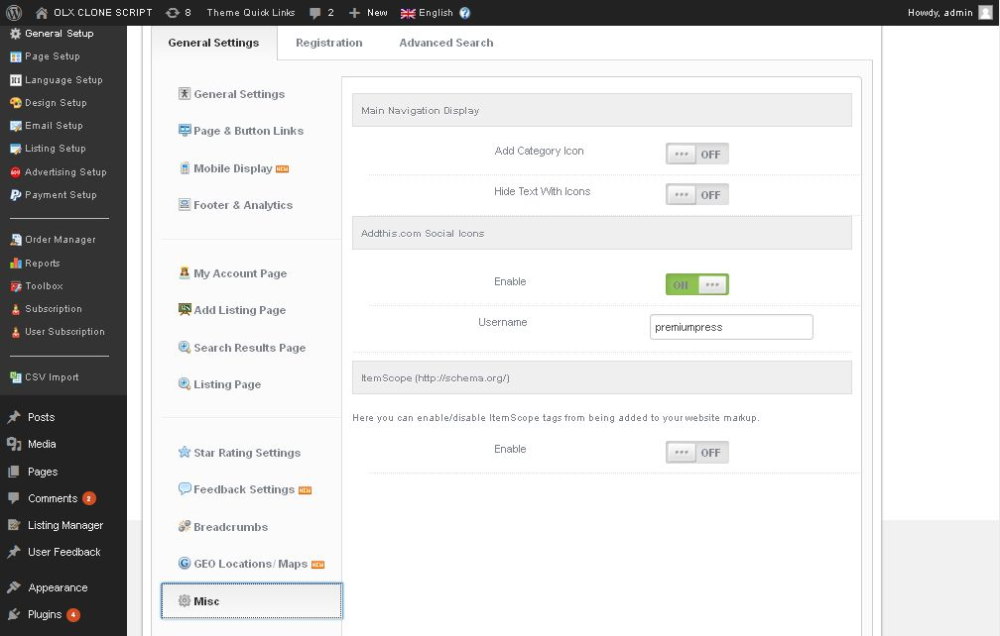 OLX CLONE SCRIPT 8 Theme Quick Links 2 New English ? Howdy, admin
General Setup
Page Setup
Language Setup
Design Setup
Email Setup
Listing Setup
Advertising Setup
Payment Setup
Order Manager
Reports
Toolbox
Subscription
User Subscription
CSV Import
Posts
Media
Pages
Comments 2
Listing Manager
User Feedback
Appearance
Plugins 4
General Settings Registration Advanced Search
General Settings
Page & Button Links
Mobile Display NEW
Footer & Analytics
My Account Page
Add Listing Page
Search Results Page
Listing Page
Star Rating Settings
Feedback Settings NEW
Breadcrumbs
GEO Locations/ Maps NEW
Misc
Main Navigation Display
Add Category Icon OFF
Hide Text With Icons OFF
Addthis.com Social Icons
Enable ON
Username premiumpress
ItemScope (http://schema.org/)
Here you can enable/disable ItemScope tags from being added to your website markup.
Enable OFF